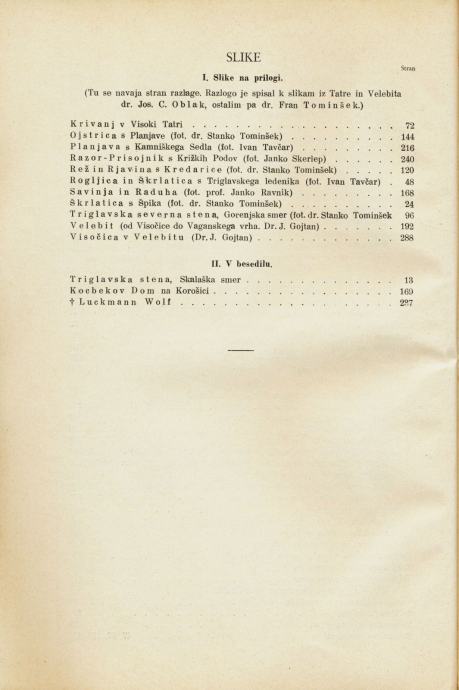 SLIKE
Stran
I. Slike na prilogi.
(Tu se navaja stran razlage. Razlogo je spisal k slikam iz Tatre in Velebita
dr. Jos. C. Oblak, ostalim pa dr. Fran Tominšek.)
Krivanj v Visoki Tatri . . . . . . . . . . . . . . . . . . 72
Ojstrica s Planjave (fot. dr. Stanko Tominšek) . . . . . . . . . 144
Planjava s Kamniškega Sedla (fot. Ivan Tavčar) . . . . . . . . 216
Razor-Prisojnik s Križkih Podov (fot. Janko Skerlep) . . . . . 240
Rež in Rjavina s Kredarice (fot. dr. Stanko Tominšek) . . . . . 120
Rogljica in Škrlatica s Triglavskega ledenika (fot. Ivan Tavčar) . 48
Savinja in Raduha (fot. prof. Janko Ravnik) . . . . . . . . 168
Škrlatica s Špika (fot. dr. Stanko Tominšek) . . . . . . . . . 24
Triglavska severna stena, Gorenjska smer (fot. dr. Stanko Tominšek 96
Velebit (od Visočice do Vaganskega vrha. Dr. J. Gojtan) . . . . . . 192
Visočica v Velebitu (Dr. J. Gojtan) . . . . . . . . . . . . 288
II. V besedilu.
Triglavska stena, Skalaška smer . . . . . . . . . . . . . 13
Kocbekov Dom na Korošici . . . . . . . . . . . . . . . 169
† Luckmann Wolf . . . . . . . . . . . . . . . . . . 287